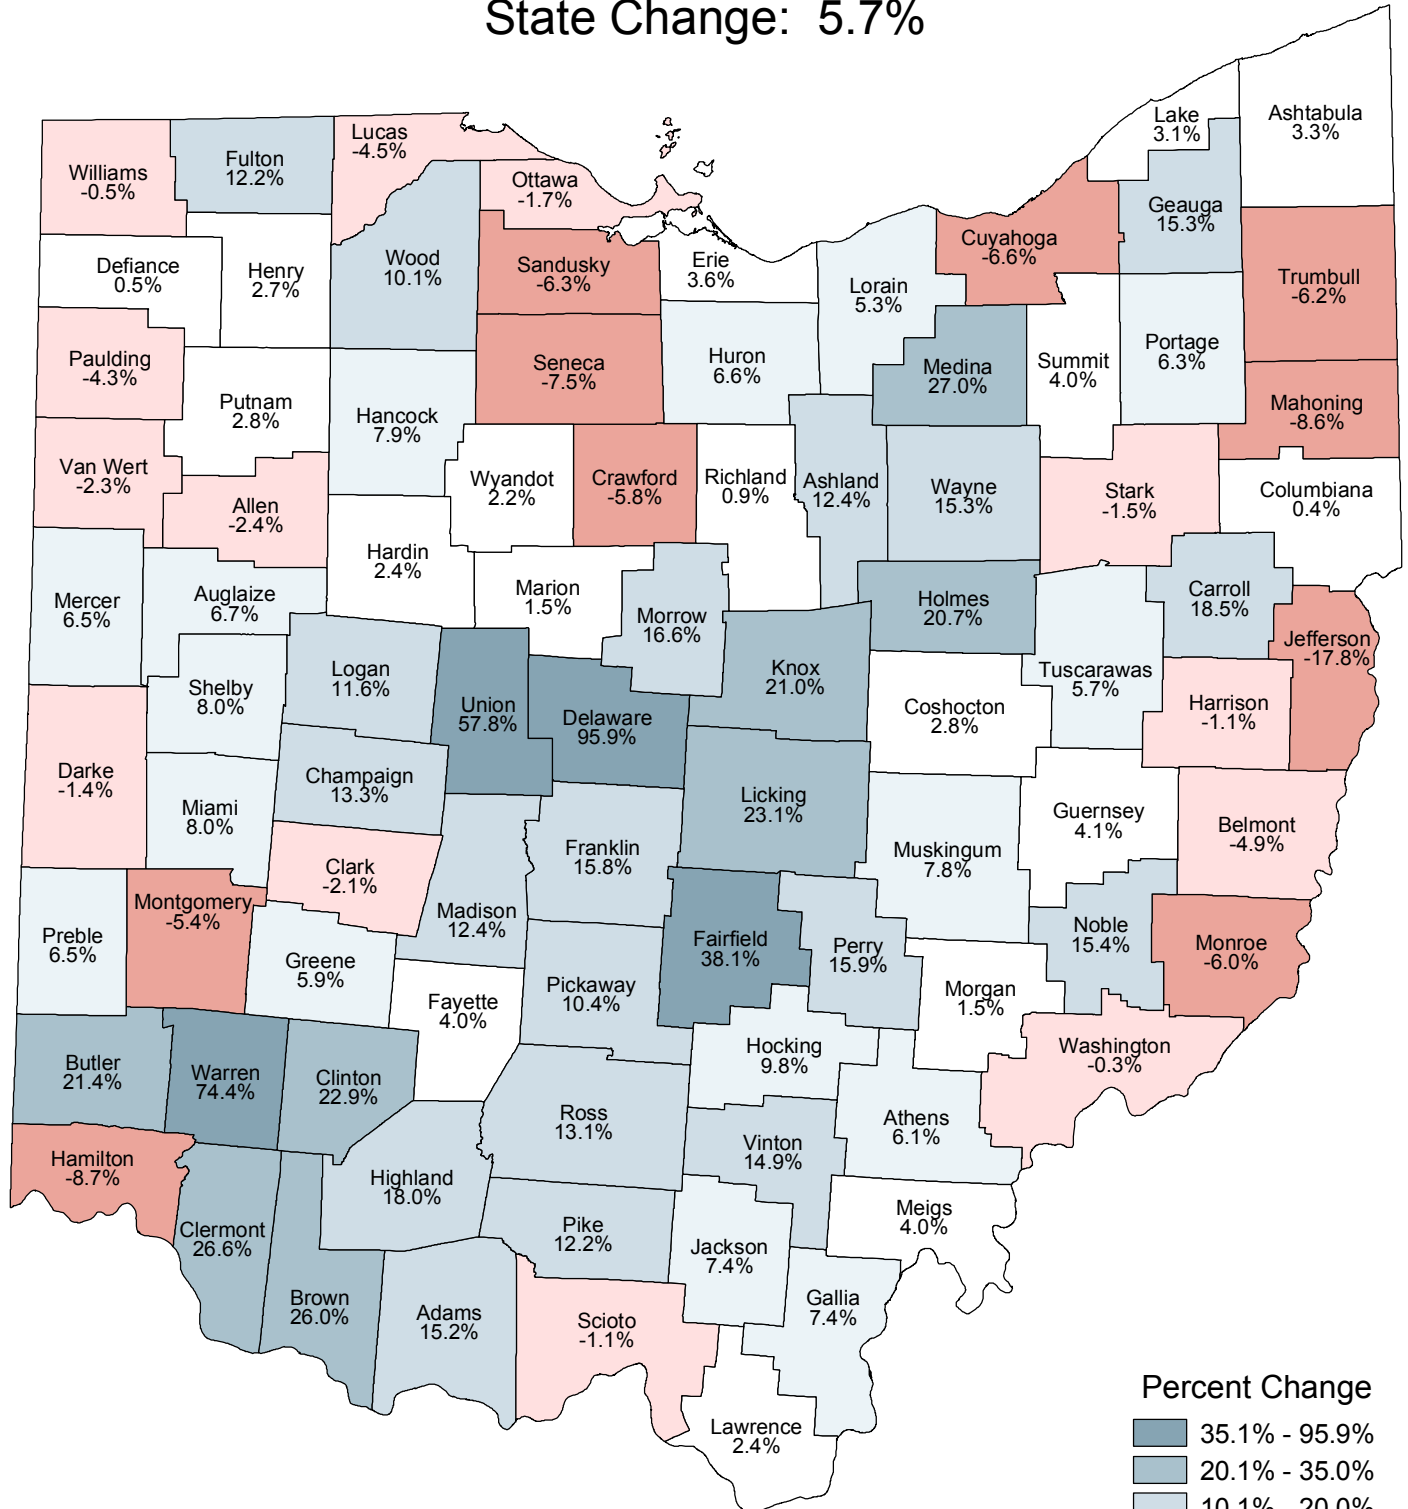 State Change:  5.7%
Lake
3.1%
Ashtabula
3.3%
Lucas
-4.5%
Williams
-0.5%
Fulton
12.2%
Ottawa
-1.7%
Geauga
15.3%
Cuyahoga
-6.6%
Defiance
0.5%
Henry
2.7%
Wood
10.1%
Sandusky
-6.3%
Erie
3.6%
Lorain
5.3%
Trumbull
-6.2%
Paulding
-4.3%
Seneca
-7.5%
Huron
6.6%
Medina
27.0%
Summit
4.0%
Portage
6.3%
Putnam
2.8%
Hancock
7.9%
Mahoning
-8.6%
Van Wert
-2.3%
Allen
-2.4%
Wyandot
2.2%
Crawford
-5.8%
Richland
0.9%
Ashland
12.4%
Wayne
15.3%
Stark
-1.5%
Columbiana
0.4%
Hardin
2.4%
Mercer
6.5%
Auglaize
6.7%
Marion
1.5%
Morrow
16.6%
Holmes
20.7%
Carroll
18.5%
Jefferson
-17.8%
Logan
11.6%
Shelby
8.0%
Union
57.8%
Delaware
95.9%
Knox
21.0%
Coshocton
2.8%
Tuscarawas
5.7%
Harrison
-1.1%
Darke
-1.4%
Miami
8.0%
Champaign
13.3%
Licking
23.1%
Guernsey
4.1%
Belmont
-4.9%
Clark
-2.1%
Franklin
15.8%
Muskingum
7.8%
Montgomery
-5.4%
Madison
12.4%
Preble
6.5%
Greene
5.9%
Fairfield
38.1%
Perry
15.9%
Noble
15.4%
Monroe
-6.0%
Fayette
4.0%
Pickaway
10.4%
Morgan
1.5%
Butler
21.4%
Warren
74.4%
Clinton
22.9%
Hocking
9.8%
Washington
-0.3%
Ross
13.1%
Vinton
14.9%
Athens
6.1%
Hamilton
-8.7%
Highland
18.0%
Clermont
26.6%
Pike
12.2%
Jackson
7.4%
Meigs
4.0%
Brown
26.0%
Adams
15.2%
Scioto
-1.1%
Gallia
7.4%
Lawrence
2.4%
Percent Change
35.1% - 95.9%
20.1% - 35.0%
10.1% - 20.0%